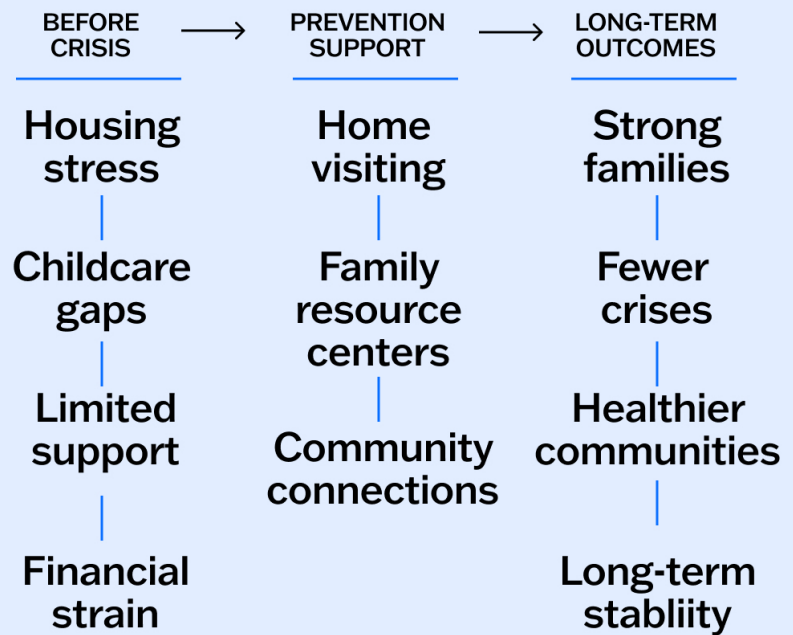 BEFORE
CRISIS
PREVENTION
SUPPORT
LONG-TERM
OUTCOMES
Housing
stress
Childcare
gaps
Limited
support
Financial
strain
Home
visiting
Family
resource
centers
Community
connections
Strong
families
Fewer
crises
Healthier
communities
Long-term
stabliity